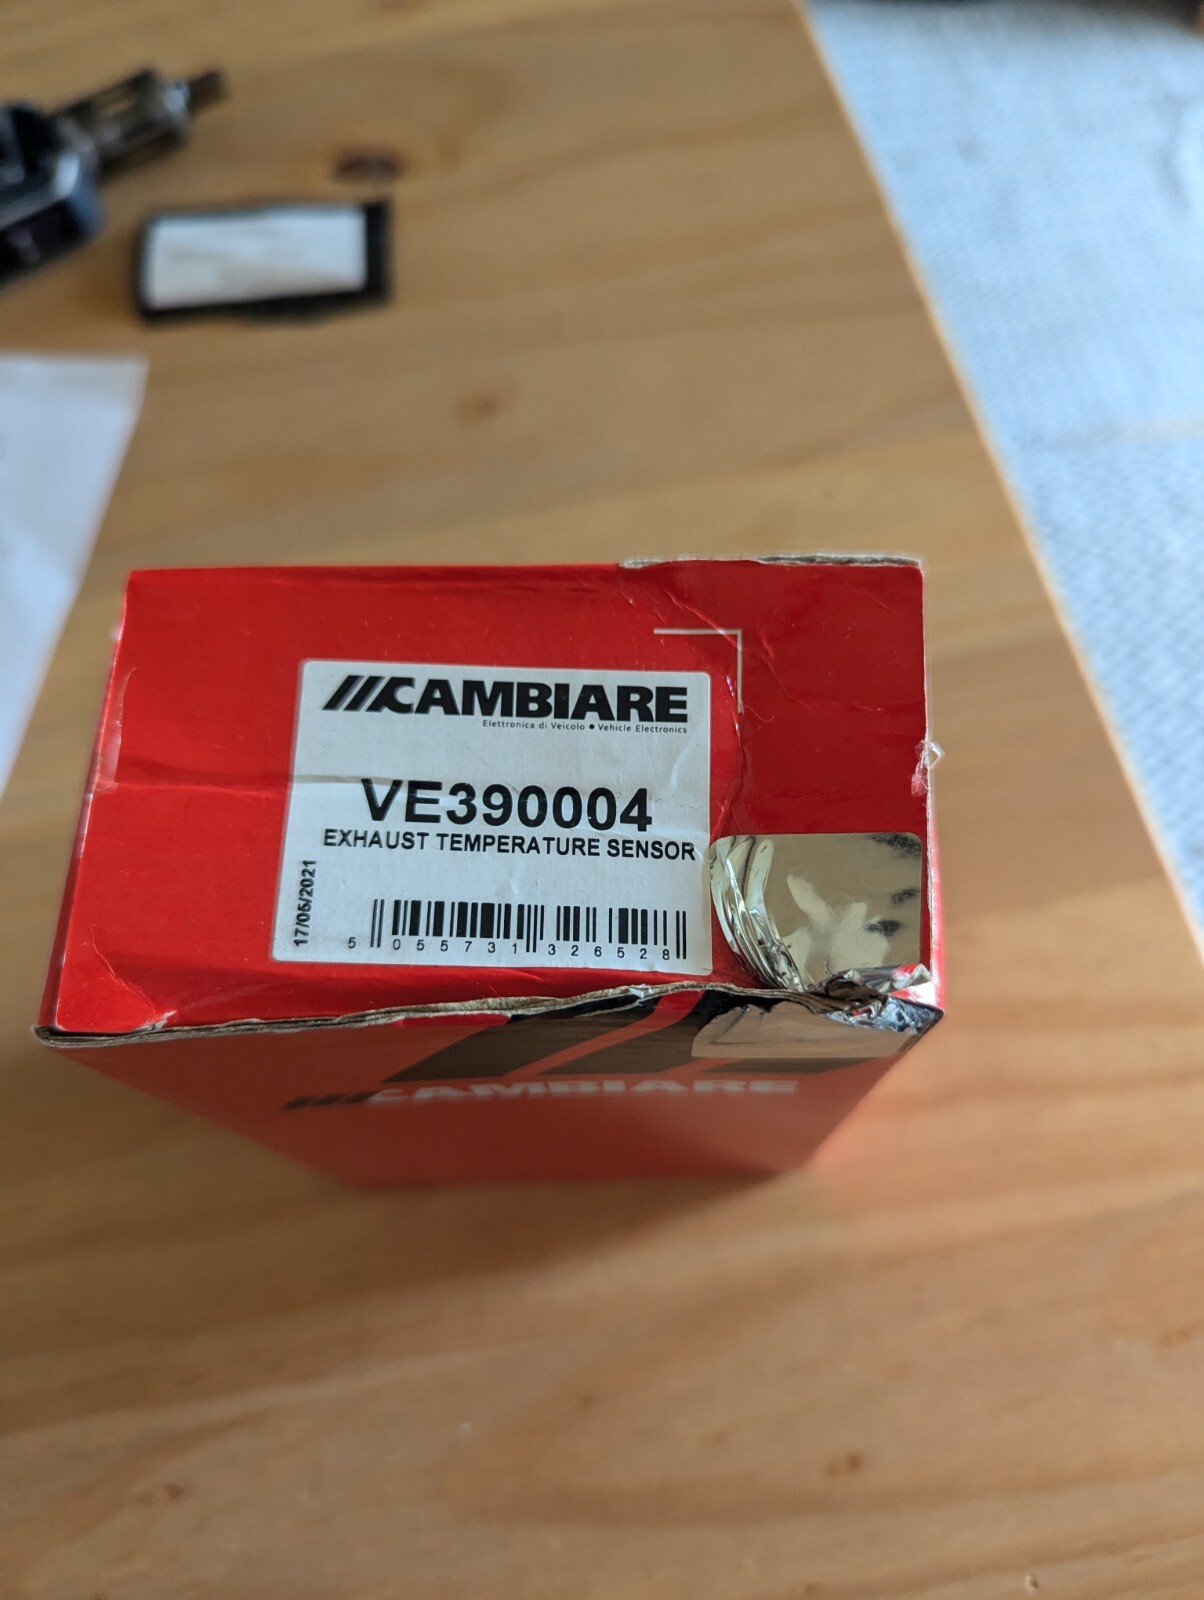 CAMBIARE
Elettronica di Veicolo • Vehicle Electronics
VE390004
EXHAUST TEMPERATURE SENSOR
17/05/2021
5 055731 326528
CAMBIARE